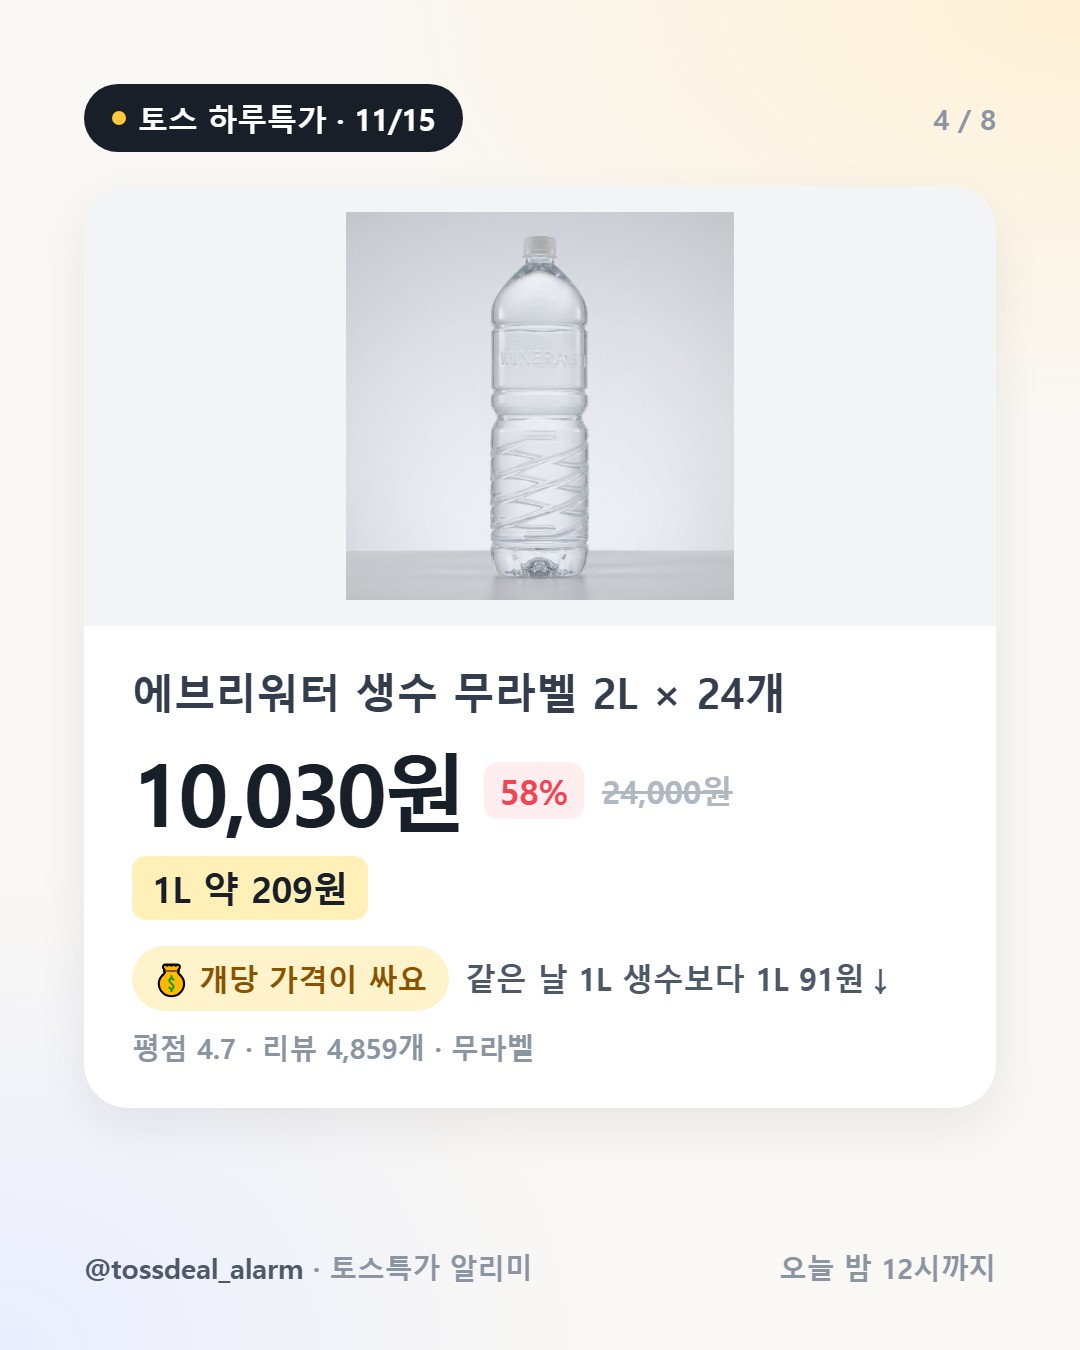 토스 하루특가 · 11/15
4 / 8
MINERAL
에브리워터 생수 무라벨 2L × 24개
10,030원 58% 24,000원
1L 약 209원
개당 가격이 싸요 같은 날 1L 생수보다 1L 91원↓
평점 4.7 · 리뷰 4,859개 · 무라벨
@tossdeal_alarm · 토스특가 알리미
오늘 밤 12시까지